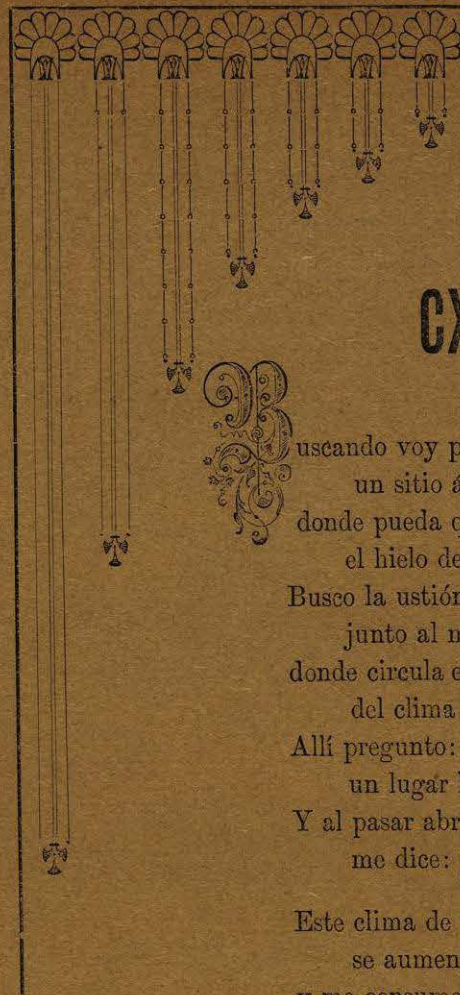 CX
Buscando voy p
un sitio á
donde pueda q
el hielo de
Busco la ustión
junto al m
donde circula e
del clima
Allí pregunto:
un lugar
Y al pasar abr
me dice:
Este clima de
se aumen